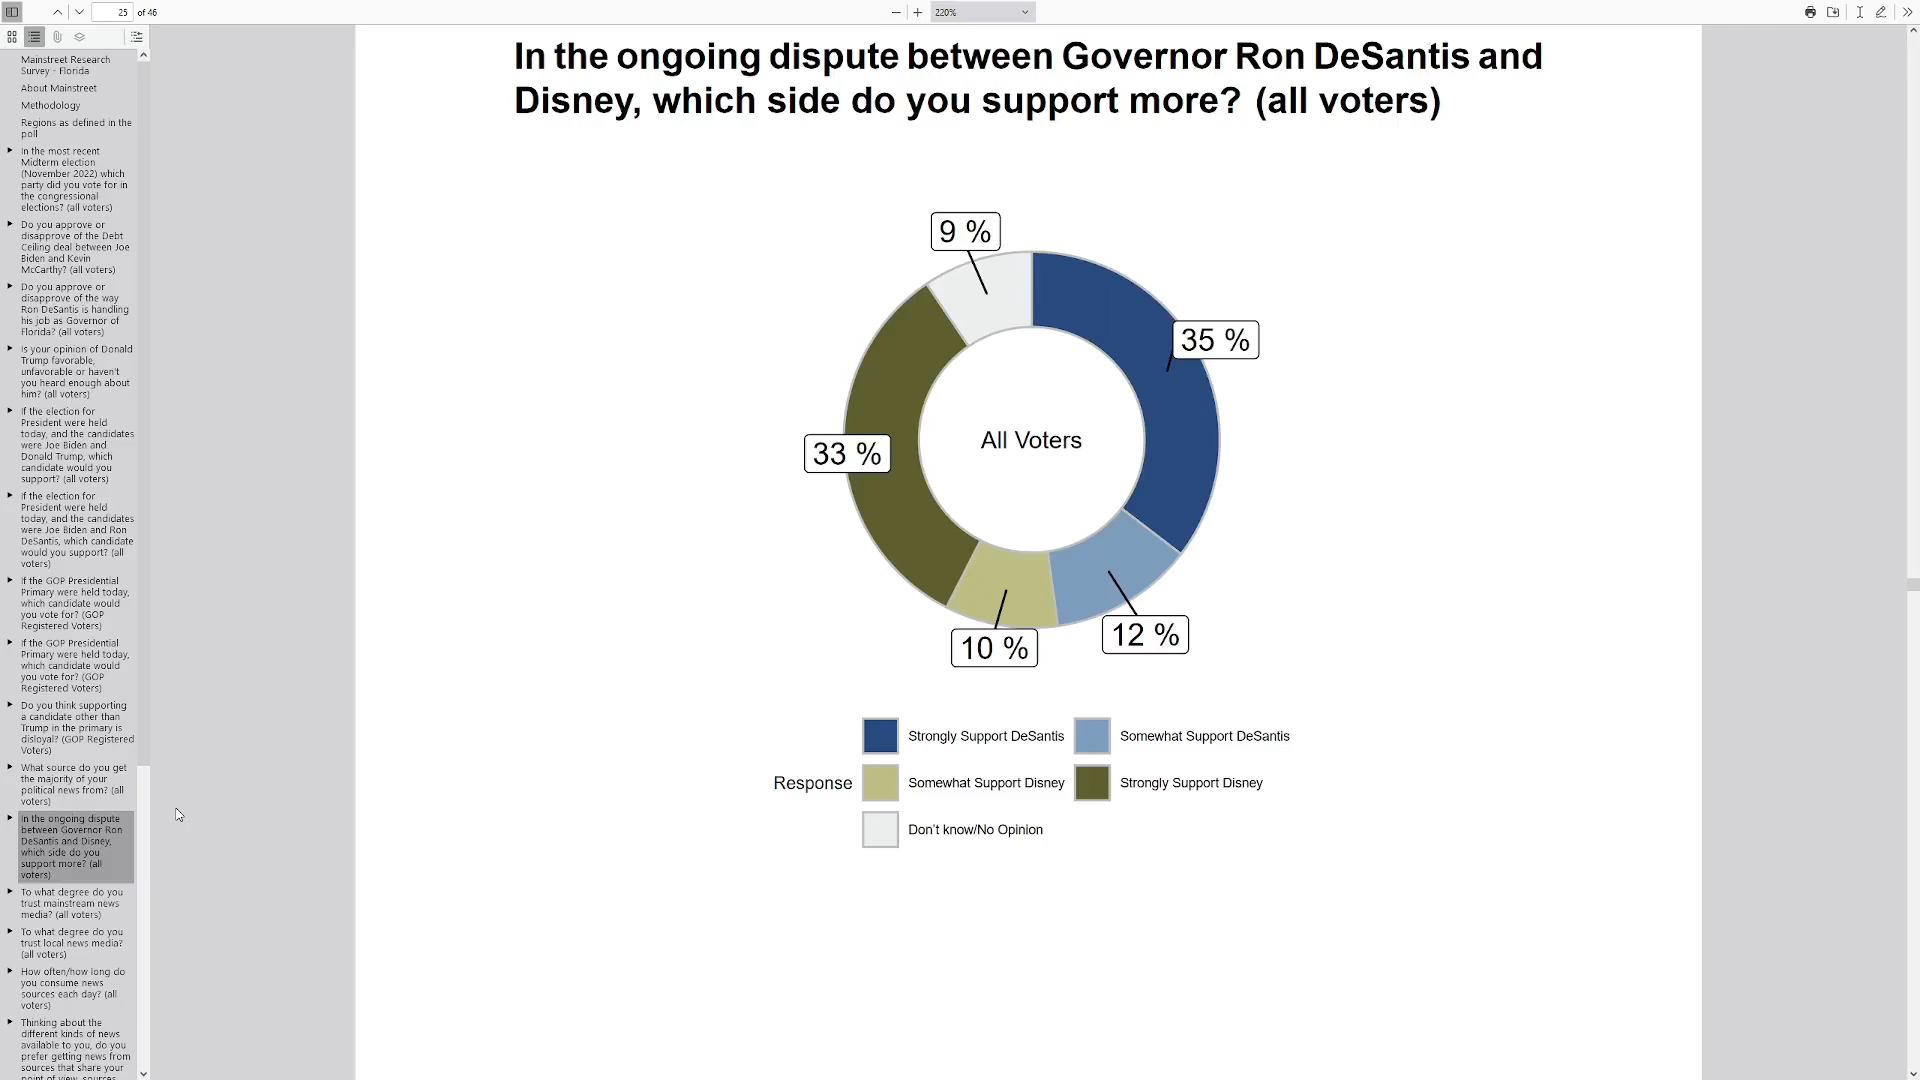 25 of 46
220%
Mainstreet Research
Survey - Florida
About Mainstreet
Methodology
Regions as defined in the
poll
In the most recent
Midterm election
(November 2022) which
party did you vote for in
the congressional
elections? (all voters)
Do you approve or
disapprove of the Debt
Ceiling deal between Joe
Biden and Kevin
McCarthy? (all voters)
Do you approve or
disapprove of the way
Ron DeSantis is handling
his job as Governor of
Florida? (all voters)
Is your opinion of Donald
Trump favorable,
unfavorable or haven't
you heard enough about
him? (all voters)
If the election for
President were held
today, and the candidates
were Joe Biden and
Donald Trump, which
candidate would you
support? (all voters)
If the election for
President were held
today, and the candidates
were Joe Biden and Ron
DeSantis, which candidate
would you support? (all
voters)
If the GOP Presidential
Primary were held today,
which candidate would
you vote for? (GOP
Registered Voters)
If the GOP Presidential
Primary were held today,
which candidate would
you vote for? (GOP
Registered Voters)
Do you think supporting
a candidate other than
Trump in the primary is
disloyal? (GOP Registered
Voters)
What source do you get
the majority of your
political news from? (all
voters)
In the ongoing dispute
between Governor Ron
DeSantis and Disney,
which side do you
support more? (all
voters)
To what degree do you
trust mainstream news
media? (all voters)
To what degree do you
trust local news media?
(all voters)
How often/how long do
you consume news
sources each day? (all
voters)
Thinking about the
different kinds of news
available to you, do you
prefer getting news from
sources that share your
point of view, sources
In the ongoing dispute between Governor Ron DeSantis and
Disney, which side do you support more? (all voters)
9 %
35 %
33 %
All Voters
12 %
10 %
Strongly Support DeSantis
Somewhat Support DeSantis
Response
Somewhat Support Disney
Strongly Support Disney
Don't know/No Opinion